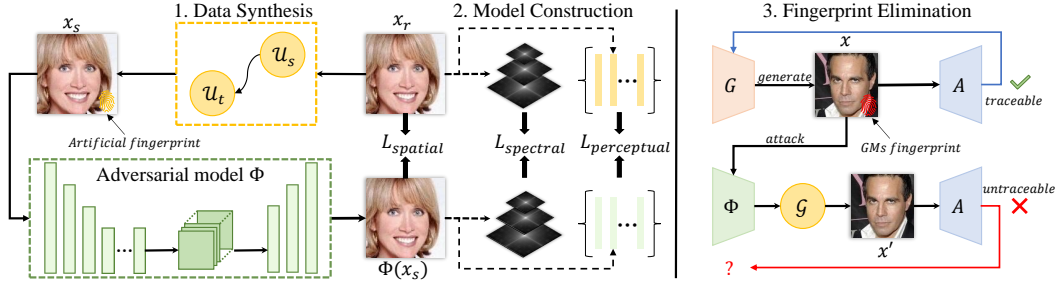 1. Data Synthesis
2. Model Construction
3. Fingerprint Elimination
x_s
x_r
x
𝒰_s
𝒰_t
Artificial fingerprint
L_spatial
L_spectral
L_perceptual
Adversarial model Φ
Φ(x_s)
G
generate
A
traceable
GMs fingerprint
attack
Φ
𝒢
x′
A
untraceable
?